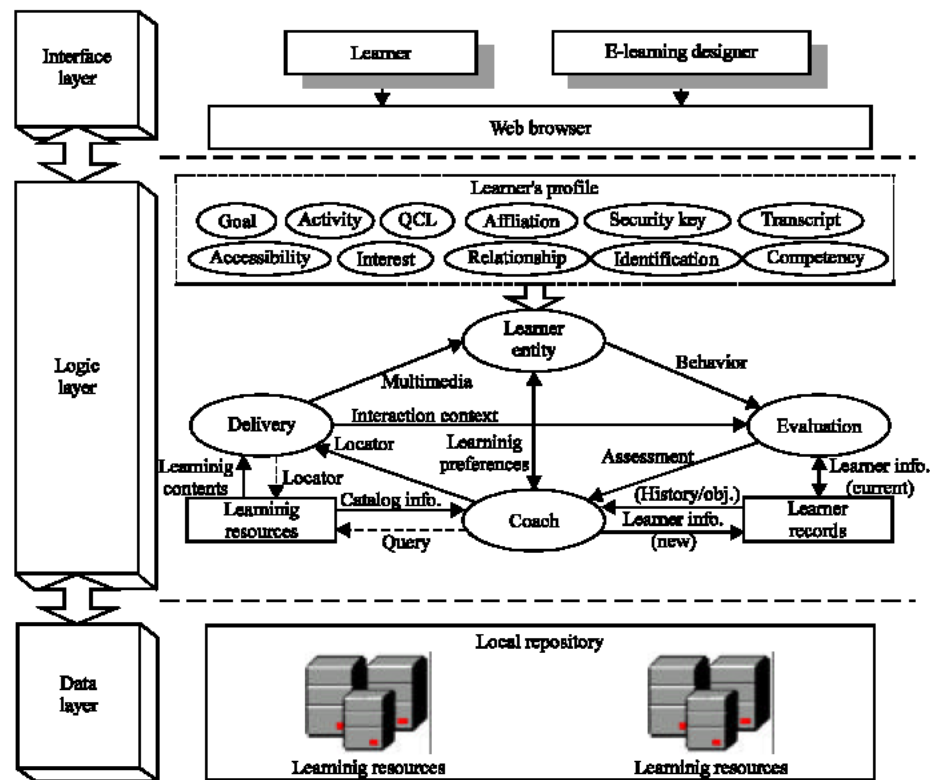 Interface
layer
Learner
E-learning designer
Web browser
Learner's profile
Goal
Activity
QCL
Affliation
Security key
Transcript
Accessibility
Interest
Relationship
Identification
Competency
Logic
layer
Learner
entity
Multimedia
Behavior
Delivery
Interaction context
Evaluation
Locator
Learninig
preferences
Assessment
Learninig
contents
Locator
Learner info.
(current)
Learninig
resources
Catalog info.
Query
Coach
(History/obj.)
Learner info.
(new)
Learner
records
Data
layer
Local repository
Learninig resources
Learninig resources